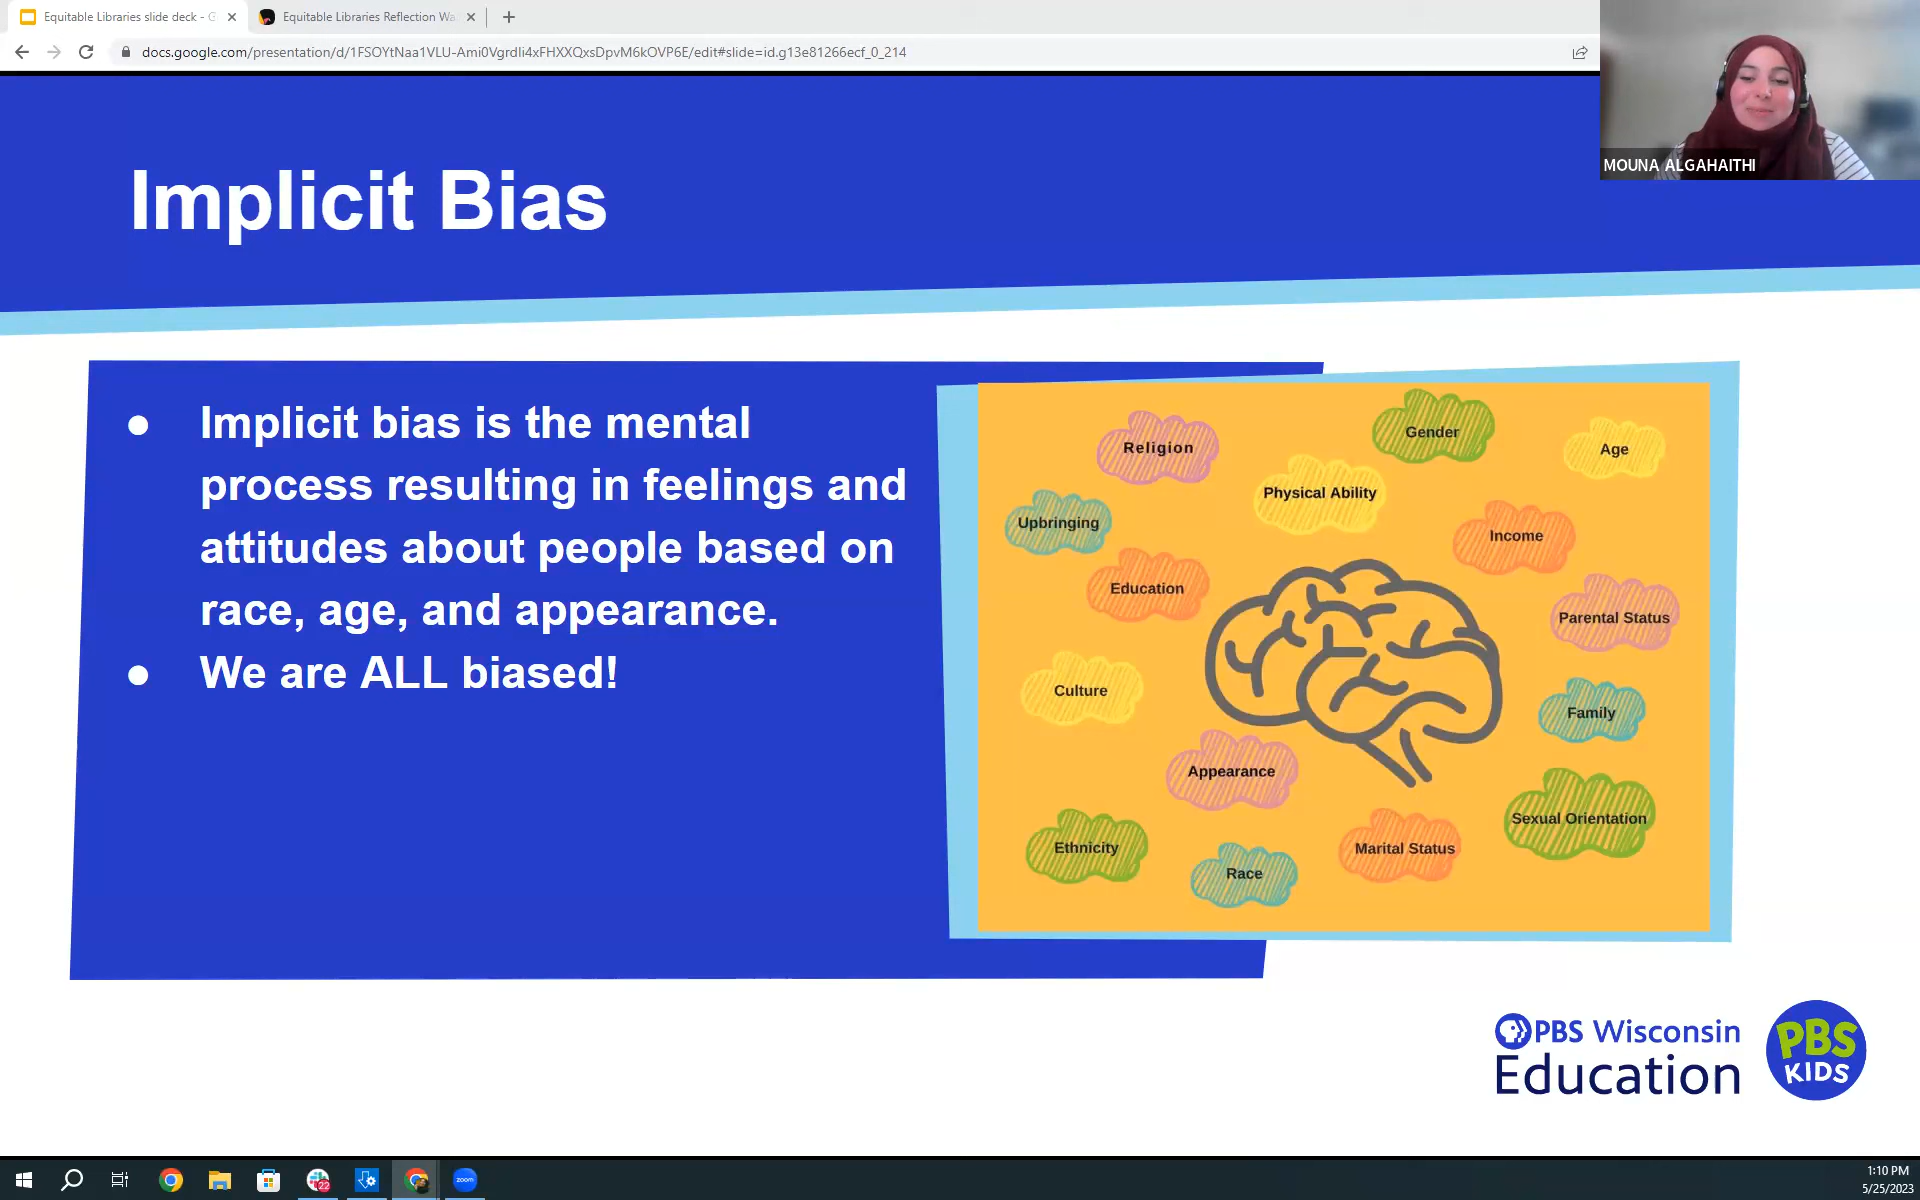 Equitable Libraries slide deck - G
Equitable Libraries Reflection Wa
docs.google.com/presentation/d/1FSOYtNaa1VLU-Ami0Vgrdli4xFHXXQxsDpvM6kOVP6E/edit#slide=id.g13e81266ecf_0_214
MOUNA ALGAHAITHI
Implicit Bias
● Implicit bias is the mental
process resulting in feelings and
attitudes about people based on
race, age, and appearance.
● We are ALL biased!
Religion
Gender
Age
Physical Ability
Upbringing
Income
Education
Parental Status
Culture
Family
Appearance
Sexual Orientation
Ethnicity
Marital Status
Race
PBS Wisconsin
Education
PBS
KIDS
22
zoom
1:10 PM
5/25/2023